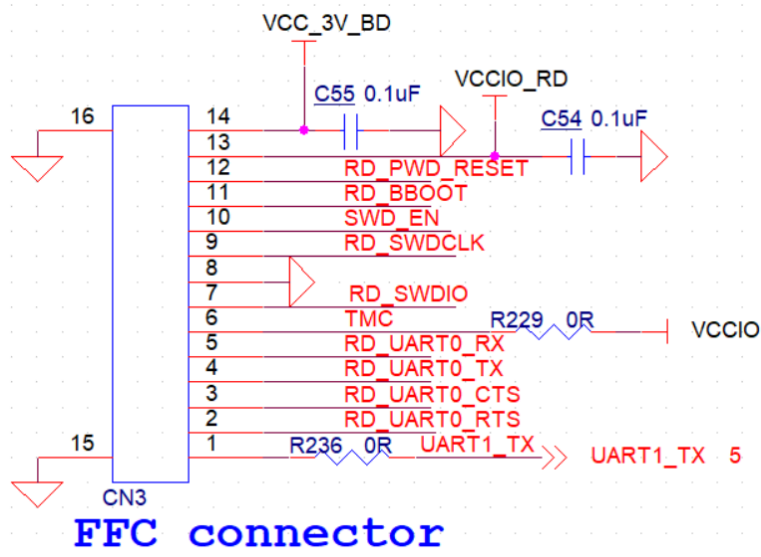 VCC_3V_BD
VCCIO_RD
C55 0.1uF
C54 0.1uF
16
14
13
12 RD_PWD_RESET
11 RD_BBOOT
10 SWD_EN
9 RD_SWDCLK
8
7 RD_SWDIO
6 TMC R229 0R VCCIO
5 RD_UART0_RX
4 RD_UART0_TX
3 RD_UART0_CTS
2 RD_UART0_RTS
15 1 R236 0R UART1_TX UART1_TX 5
CN3
FFC connector